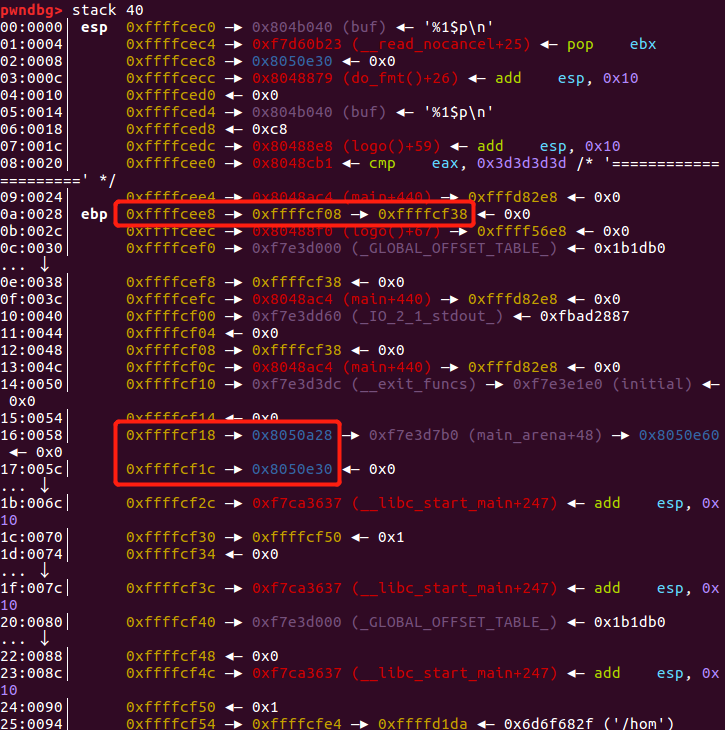 pwndbg> stack 40
00:0000│ esp  0xffffcec0 —▸ 0x804b040 (buf) ◂— '%1$p\n'
01:0004│      0xffffcec4 —▸ 0xf7d60b23 (__read_nocancel+25) ◂— pop    ebx
02:0008│      0xffffcec8 —▸ 0x8050e30 ◂— 0x0
03:000c│      0xffffcecc —▸ 0x8048879 (do_fmt()+26) ◂— add    esp, 0x10
04:0010│      0xffffced0 ◂— 0x0
05:0014│      0xffffced4 —▸ 0x804b040 (buf) ◂— '%1$p\n'
06:0018│      0xffffced8 ◂— 0xc8
07:001c│      0xffffcedc —▸ 0x80488e8 (logo()+59) ◂— add    esp, 0x10
08:0020│      0xffffcee0 —▸ 0x8048cb1 ◂— cmp    eax, 0x3d3d3d3d /* '============
=========' */
09:0024│      0xffffcee4 —▸ 0x8048ac4 (main+440) —▸ 0xfffd82e8 ◂— 0x0
0a:0028│ ebp  0xffffcee8 —▸ 0xffffcf08 —▸ 0xffffcf38 ◂— 0x0
0b:002c│      0xffffceec —▸ 0x80488f0 (logo()+67) —▸ 0xffff56e8 ◂— 0x0
0c:0030│      0xffffcef0 —▸ 0xf7e3d000 (_GLOBAL_OFFSET_TABLE_) ◂— 0x1b1db0
... ↓
0e:0038│      0xffffcef8 —▸ 0xffffcf38 ◂— 0x0
0f:003c│      0xffffcefc —▸ 0x8048ac4 (main+440) —▸ 0xfffd82e8 ◂— 0x0
10:0040│      0xffffcf00 —▸ 0xf7e3dd60 (_IO_2_1_stdout_) ◂— 0xfbad2887
11:0044│      0xffffcf04 ◂— 0x0
12:0048│      0xffffcf08 —▸ 0xffffcf38 ◂— 0x0
13:004c│      0xffffcf0c —▸ 0x8048ac4 (main+440) —▸ 0xfffd82e8 ◂— 0x0
14:0050│      0xffffcf10 —▸ 0xf7e3d3dc (__exit_funcs) —▸ 0xf7e3e1e0 (initial) ◂—
 0x0
15:0054│      0xffffcf14 ◂— 0x0
16:0058│      0xffffcf18 —▸ 0x8050a28 —▸ 0xf7e3d7b0 (main_arena+48) —▸ 0x8050e60
 ◂— 0x0
17:005c│      0xffffcf1c —▸ 0x8050e30 ◂— 0x0
... ↓
1b:006c│      0xffffcf2c —▸ 0xf7ca3637 (__libc_start_main+247) ◂— add    esp, 0x
10
1c:0070│      0xffffcf30 —▸ 0xffffcf50 ◂— 0x1
1d:0074│      0xffffcf34 ◂— 0x0
... ↓
1f:007c│      0xffffcf3c —▸ 0xf7ca3637 (__libc_start_main+247) ◂— add    esp, 0x
10
20:0080│      0xffffcf40 —▸ 0xf7e3d000 (_GLOBAL_OFFSET_TABLE_) ◂— 0x1b1db0
... ↓
22:0088│      0xffffcf48 ◂— 0x0
23:008c│      0xffffcf4c —▸ 0xf7ca3637 (__libc_start_main+247) ◂— add    esp, 0x
10
24:0090│      0xffffcf50 ◂— 0x1
25:0094│      0xffffcf54 —▸ 0xffffcfe4 —▸ 0xffffd1da ◂— 0x6d6f682f ('/hom')